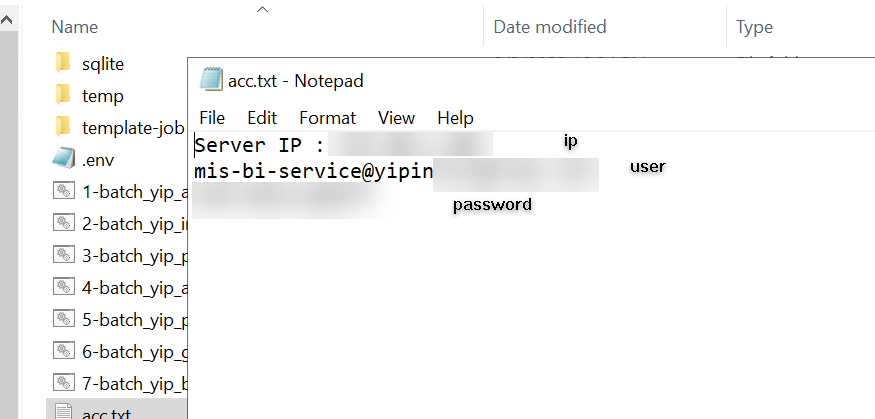 Name
Date modified
Type
sqlite
temp
template-job
.env
1-batch_yip_a
2-batch_yip_i
3-batch_yip_p
4-batch_yip_a
5-batch_yip_p
6-batch_yip_g
7-batch_yip_b
acc.txt
acc.txt - Notepad
File Edit Format View Help
Server IP :
ip
mis-bi-service@yipin
user
password